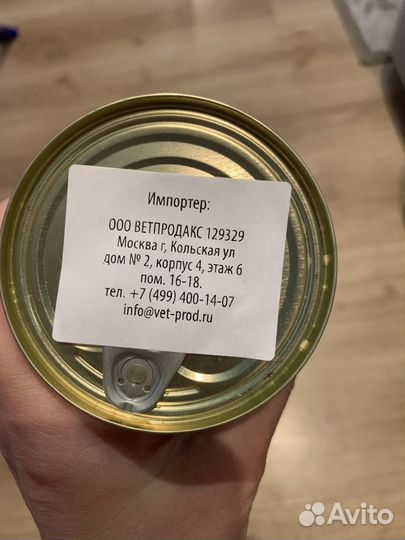 Импортер:
ООО ВЕТПРОДАКС 129329
Москва г, Кольская ул
дом № 2, корпус 4, этаж 6
пом. 16-18.
тел. +7 (499) 400-14-07
info@vet-prod.ru
Avito